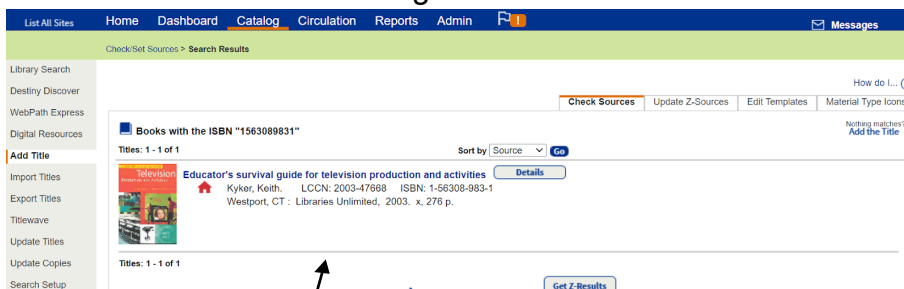 List All Sites Home Dashboard Catalog Circulation Reports Admin ! Messages
Check/Set Sources > Search Results
Library Search
How do I...
Destiny Discover
Check Sources Update Z-Sources Edit Templates Material Type Icons
WebPath Express
Books with the ISBN "1563089831" Nothing matches?
Digital Resources Add the Title
Titles: 1 - 1 of 1 Sort by Source Go
Add Title
Television
Educator's survival guide for television production and activities Details
Import Titles
Kyker, Keith. LCCN: 2003-47668 ISBN: 1-56308-983-1
Export Titles
Westport, CT : Libraries Unlimited, 2003. x, 276 p.
Titlewave
Update Titles
Update Copies Titles: 1 - 1 of 1
Search Setup Get Z-Results